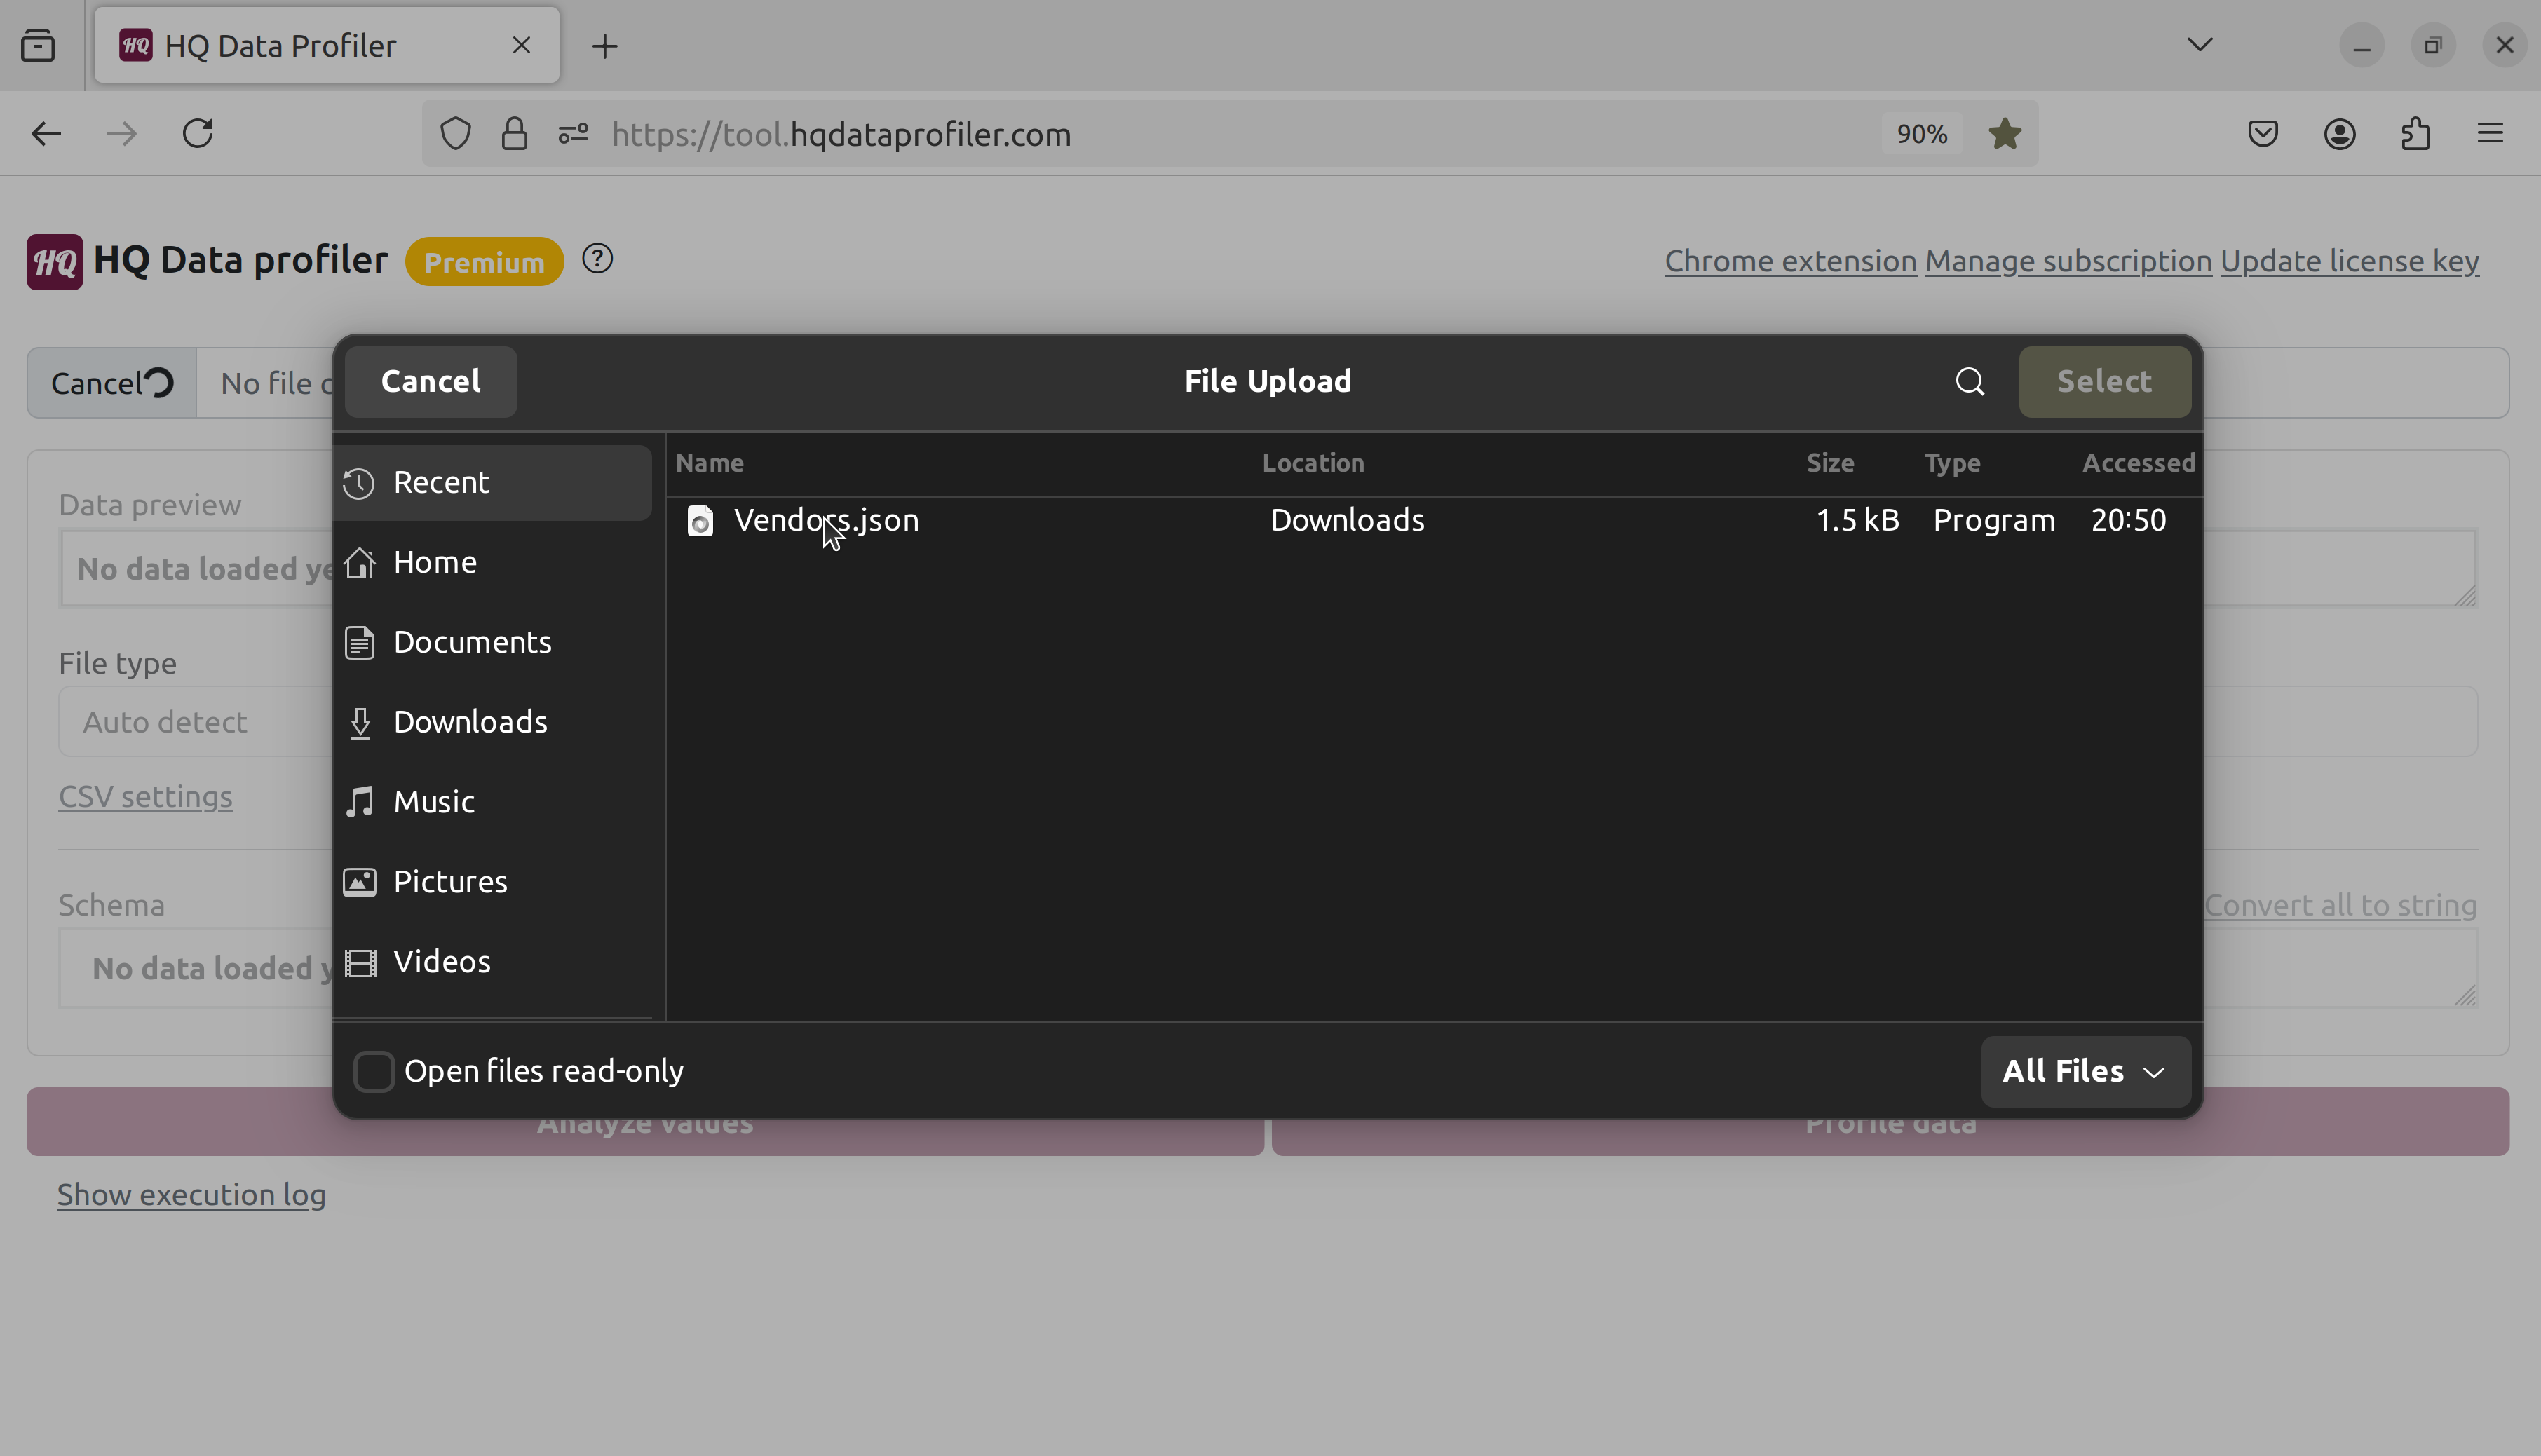 HQ HQ Data Profiler
https://tool.hqdataprofiler.com 90%
HQ HQ Data profiler Premium ? Chrome extension Manage subscription Update license key
Cancel No file
Cancel File Upload Select
Data preview
No data loaded
File type
Auto detect
CSV settings
Schema
No data loaded
Convert all to string
Name Location Size Type Accessed
Recent
Vendors.json Downloads 1.5 kB Program 20:50
Home
Documents
Downloads
Music
Pictures
Videos
Open files read-only All Files
Analyze values Profile data
Show execution log